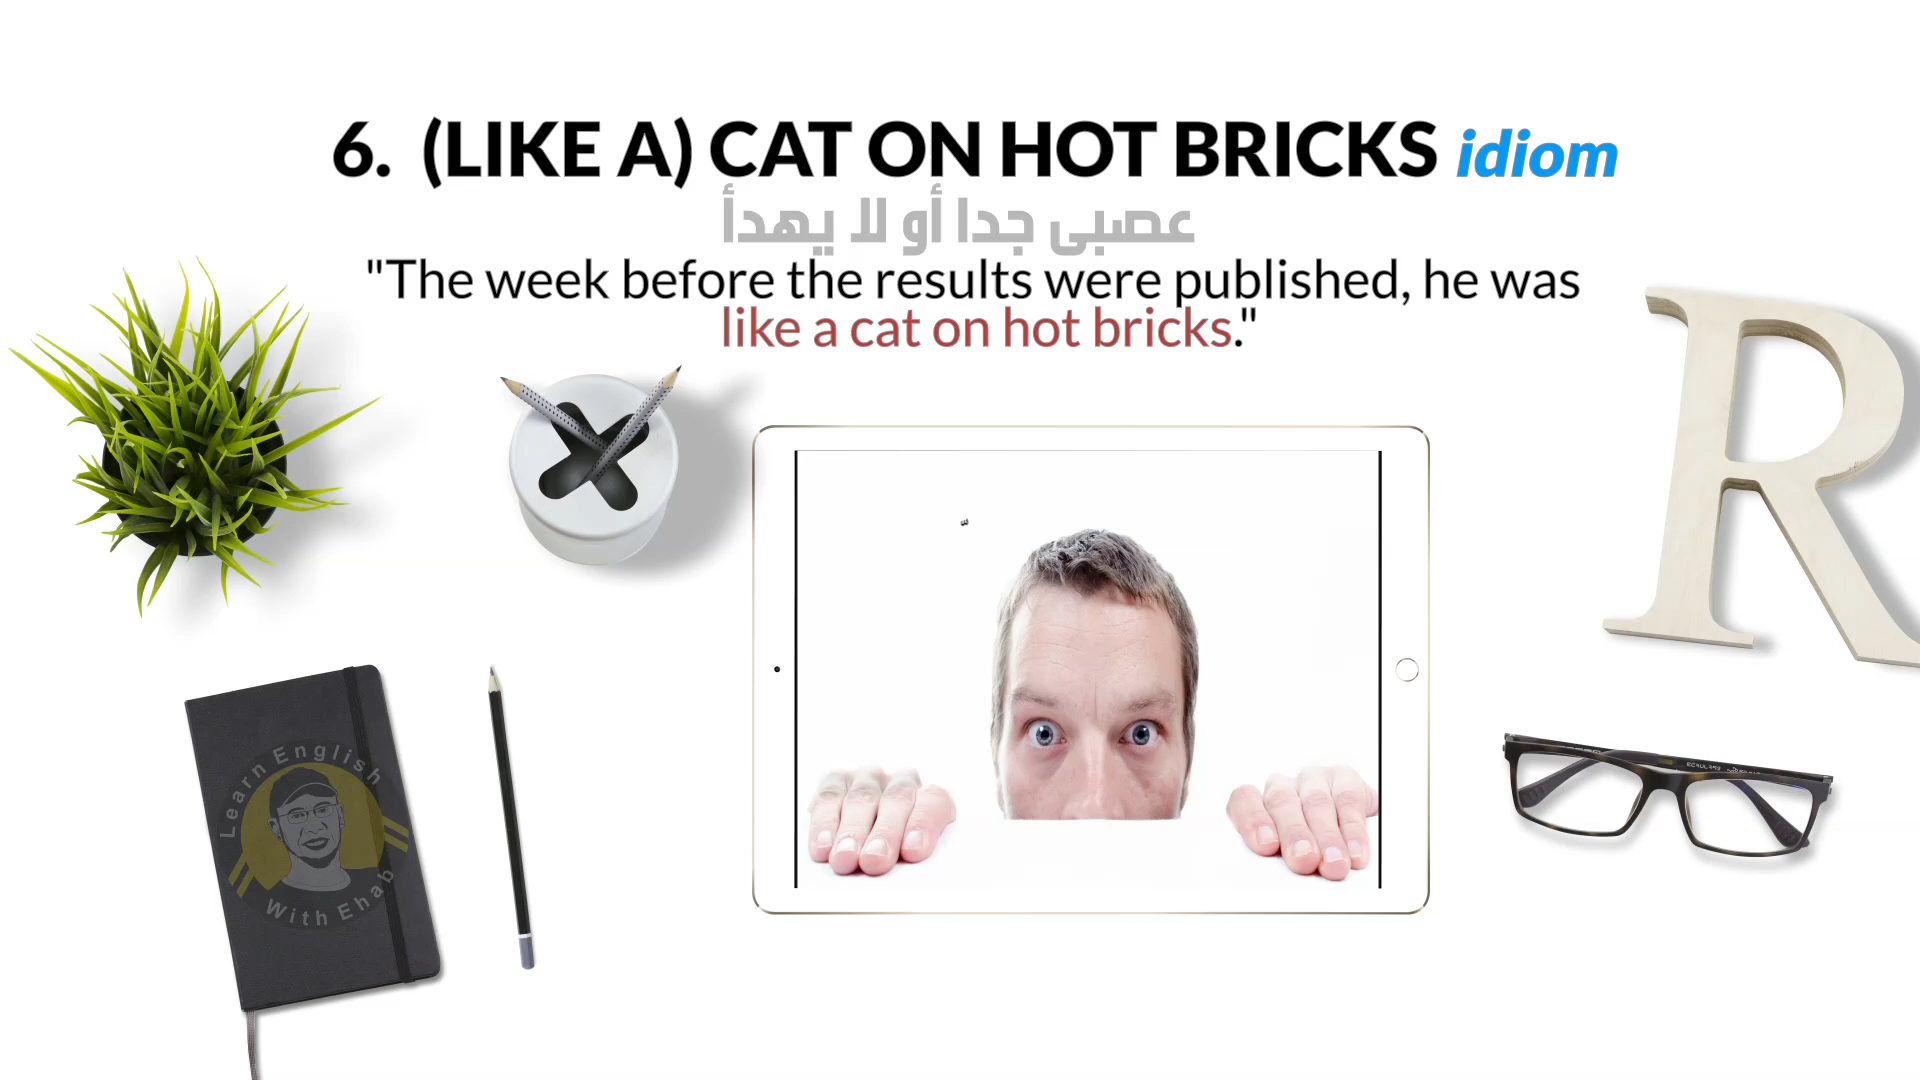 6. (LIKE A) CAT ON HOT BRICKS idiom
عصبى جدا أو لا يهدأ
"The week before the results were published, he was
like a cat on hot bricks."
Learn English
With Ehab